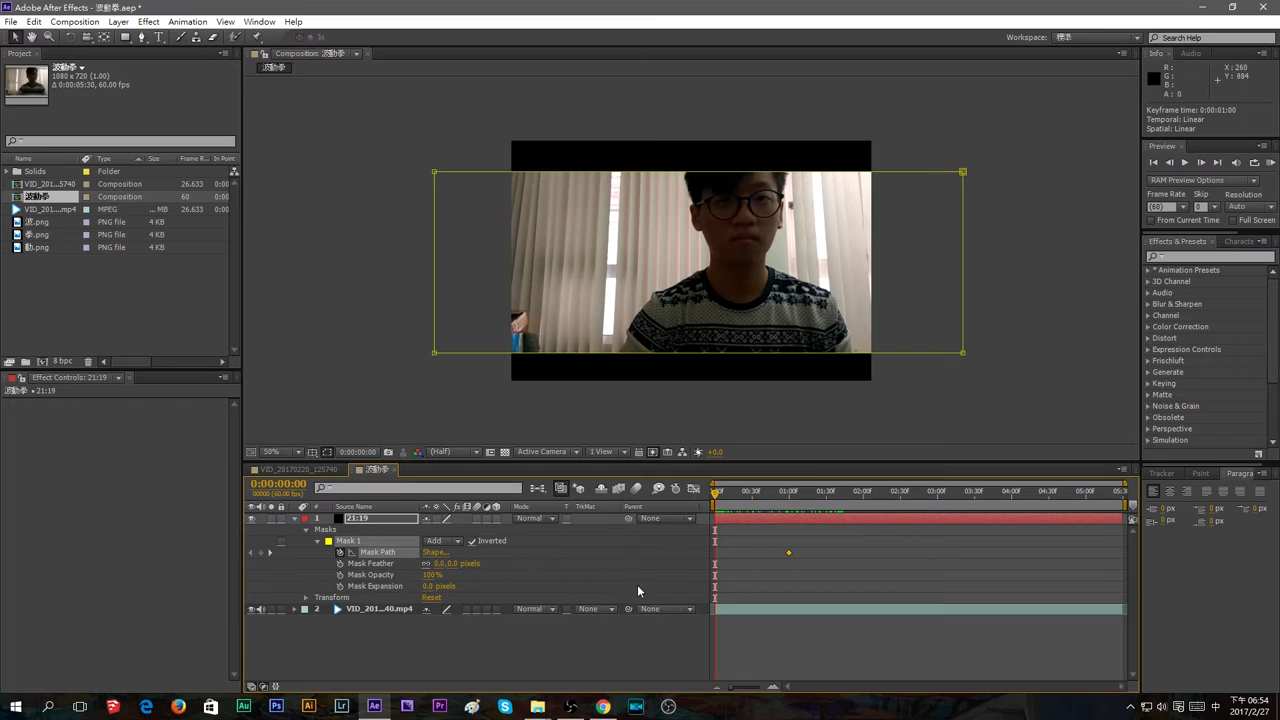 Adobe After Effects - 波動拳.aep *
File Edit Composition Layer Effect Animation View Window Help
Workspace: 標準 Search Help
Project
波動拳
1080 x 720 (1.00)
Δ 0:00:05:30, 60.00 fps
Name Type Size Frame R... In Point
Solids Folder
VID_201...5740 Composition 26.633 0:00
波動拳 Composition 60 0:00
VID_201....mp4 MPEG ... MB 26.633 0:00
波.png PNG file 4 KB
拳.png PNG file 4 KB
動.png PNG file 4 KB
8 bpc
Effect Controls: 21:19
波動拳 • 21:19
Composition: 波動拳
波動拳
50% 0:00:00:00 (Half) Active Camera 1 View +0.0
Info Audio
R: X: 260
G: Y: 884
B:
A: 0
Keyframe time: 0:00:01:00
Temporal: Linear
Spatial: Linear
Preview
RAM Preview Options
Frame Rate Skip Resolution
(60) 0 Auto
From Current Time Full Screen
Effects & Presets Characte
* Animation Presets
3D Channel
Audio
Blur & Sharpen
Channel
Color Correction
Distort
Expression Controls
Frischluft
Generate
Keying
Matte
Noise & Grain
Obsolete
Perspective
Simulation
Tracker Paint Paragra
0 px 0 px 0 px
0 px 0 px
VID_20170220_125740 波動拳
0:00:00:00
00000 (60.00 fps)
# Source Name Mode T TrkMat Parent
00:30f 01:00f 01:30f 02:00f 02:30f 03:00f 03:30f 04:00f 04:30f 05:00f 05:30
1 21:19 Normal None
Masks
Mask 1 Add Inverted
Mask Path Shape...
Mask Feather 0.0,0.0 pixels
Mask Opacity 100%
Mask Expansion 0.0 pixels
Transform Reset
2 VID_201...40.mp4 Normal None None
中 下午 06:54
2017/2/27